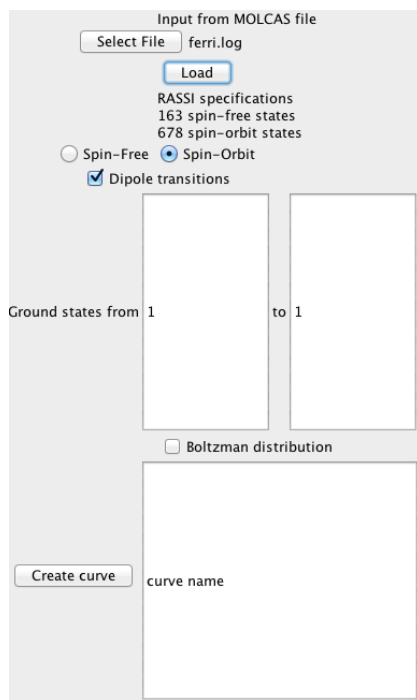 Input from MOLCAS file
Select File ferri.log
Load
RASSI specifications
163 spin-free states
678 spin-orbit states
Spin-Free Spin-Orbit
Dipole transitions
Ground states from 1 to 1
Boltzman distribution
Create curve curve name